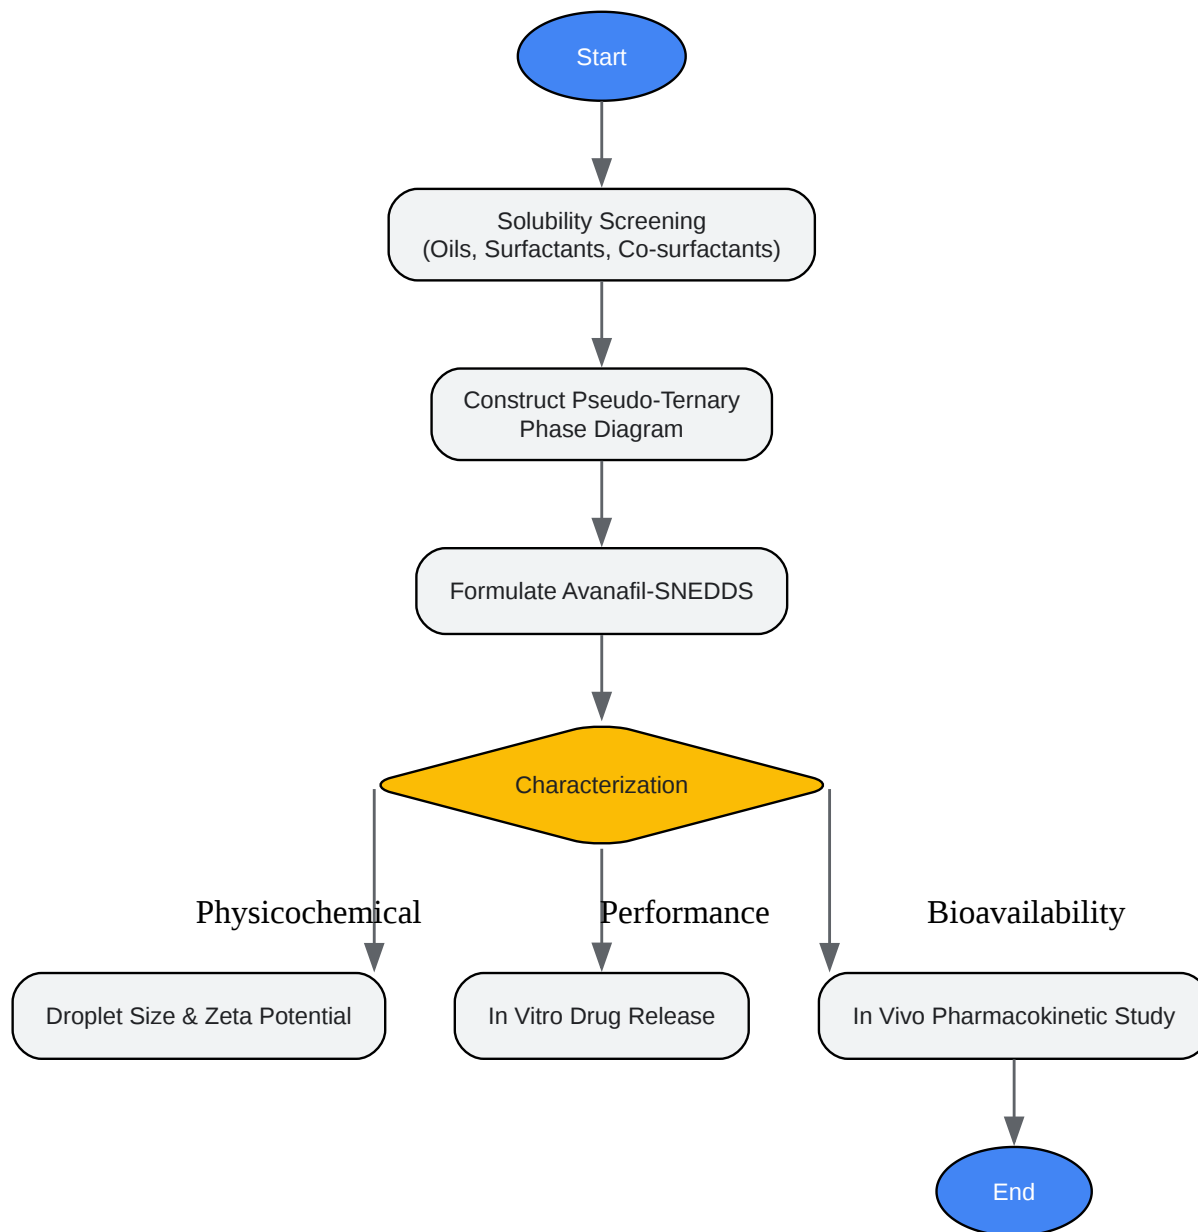 Start
Solubility Screening
(Oils, Surfactants, Co-surfactants)
Construct Pseudo-Ternary
Phase Diagram
Formulate Avanafil-SNEDDS
Characterization
Physicochemical
Performance
Bioavailability
Droplet Size & Zeta Potential
In Vitro Drug Release
In Vivo Pharmacokinetic Study
End